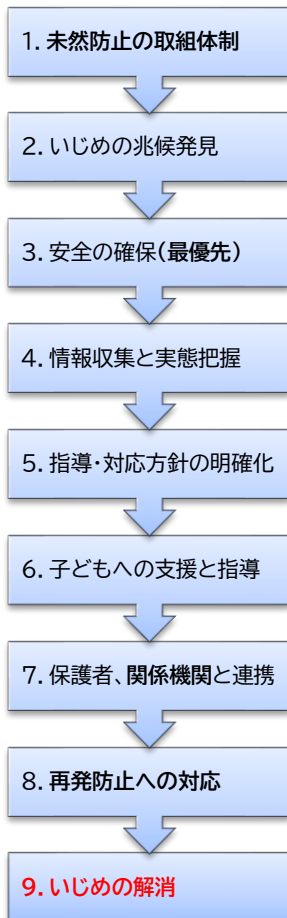 1. 未然防止の取組体制
2. いじめの兆候発見
3. 安全の確保(最優先)
4. 情報収集と実態把握
5. 指導・対応方針の明確化
6. 子どもへの支援と指導
7. 保護者、関係機関と連携
8. 再発防止への対応
9. いじめの解消